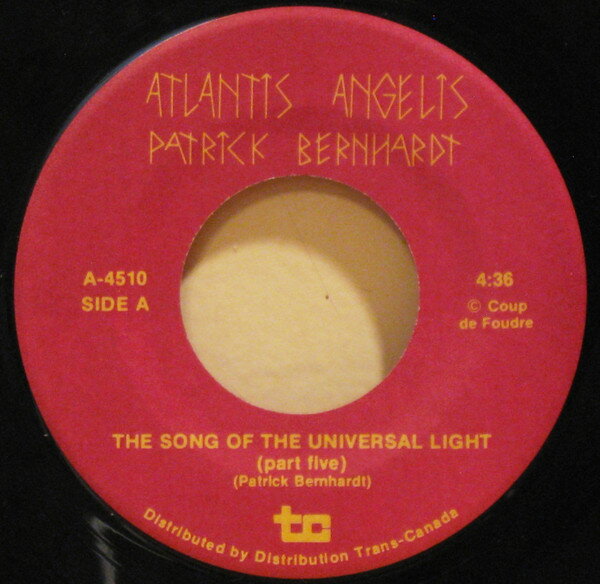 ATLANTIS ANGELIS
PATRICK BERNHARDT
A-4510
SIDE A
4:36
© Coup
de Foudre
THE SONG OF THE UNIVERSAL LIGHT
(part five)
(Patrick Bernhardt)
tc
Distributed by Distribution Trans-Canada